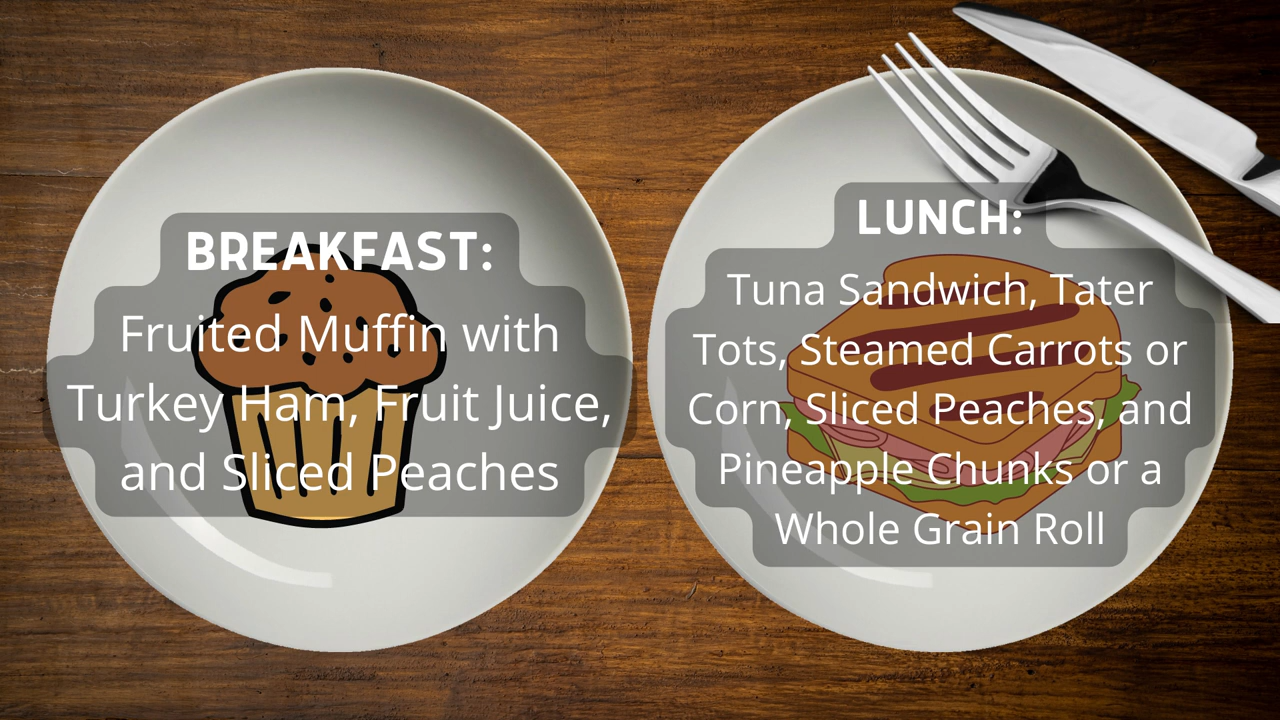 BREAKFAST:
Fruited Muffin with
Turkey Ham, Fruit Juice,
and Sliced Peaches
LUNCH:
Tuna Sandwich, Tater
Tots, Steamed Carrots or
Corn, Sliced Peaches, and
Pineapple Chunks or a
Whole Grain Roll